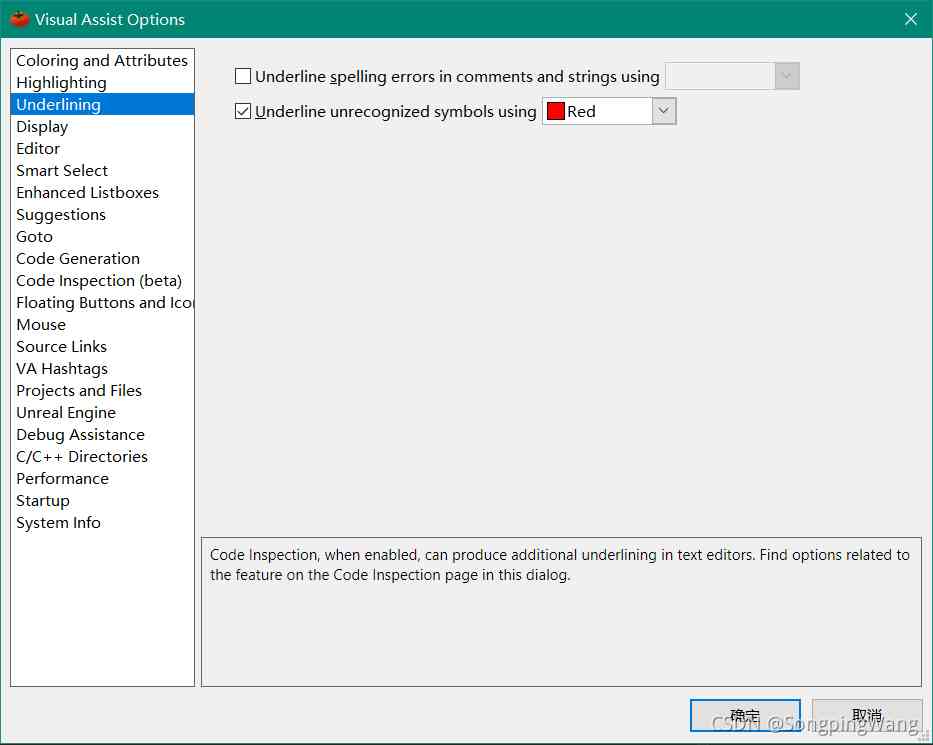 Visual Assist Options
Coloring and Attributes
Highlighting
Underlining
Display
Editor
Smart Select
Enhanced Listboxes
Suggestions
Goto
Code Generation
Code Inspection (beta)
Floating Buttons and Ico
Mouse
Source Links
VA Hashtags
Projects and Files
Unreal Engine
Debug Assistance
C/C++ Directories
Performance
Startup
System Info
Underline spelling errors in comments and strings using
Underline unrecognized symbols using Red
Code Inspection, when enabled, can produce additional underlining in text editors. Find options related to
the feature on the Code Inspection page in this dialog.
确定 取消
CSDN @SongpingWang